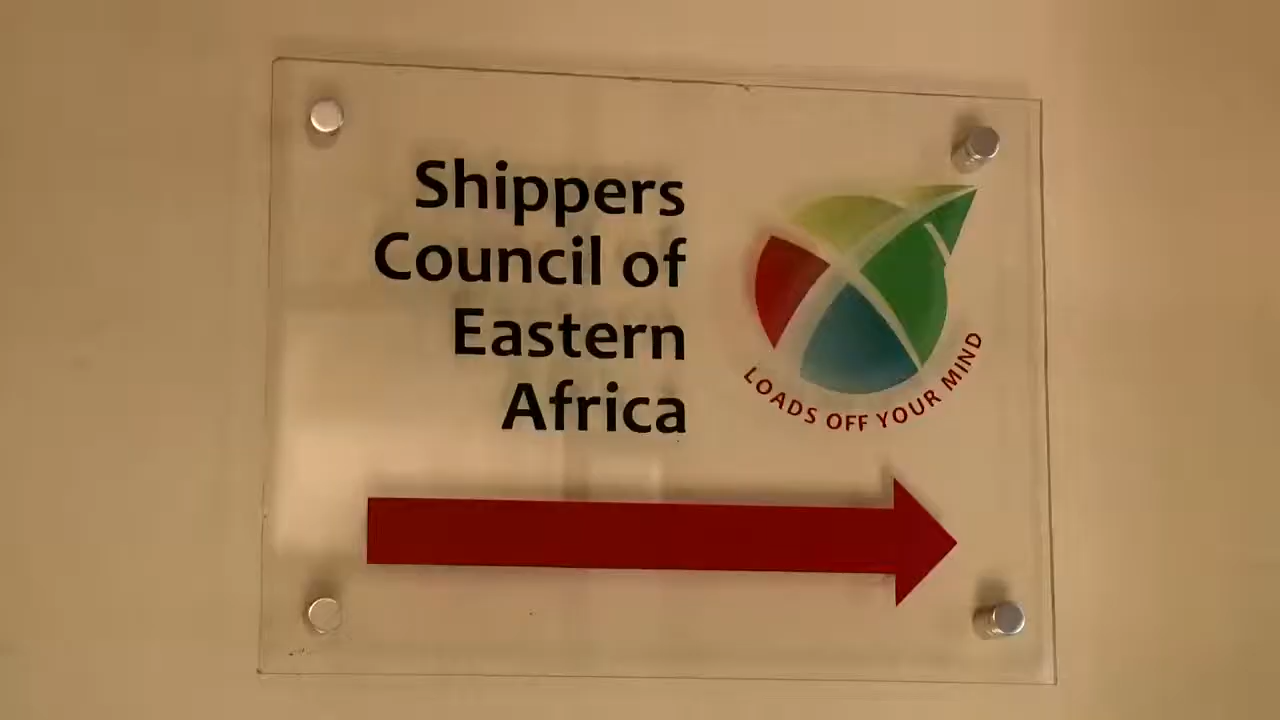 Shippers
Council of
Eastern
Africa
LOADS OFF YOUR MIND